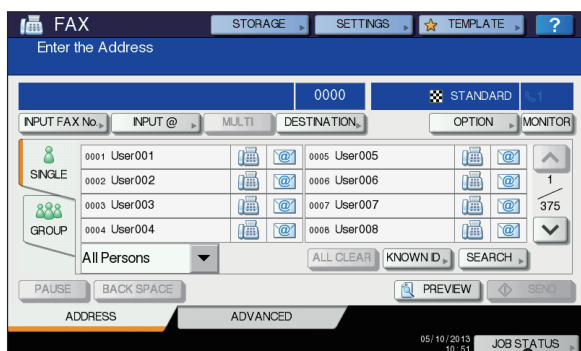 FAX STORAGE SETTINGS TEMPLATE ?
Enter the Address
0000 STANDARD 1
INPUT FAX No. INPUT @ MULTI DESTINATION OPTION MONITOR
SINGLE
GROUP
0001 User001 0005 User005
0002 User002 0006 User006
0003 User003 0007 User007
0004 User004 0008 User008
1
375
All Persons ALL CLEAR KNOWN ID SEARCH
PAUSE BACK SPACE PREVIEW SEND
ADDRESS ADVANCED
05/10/2013
10:51 JOB STATUS